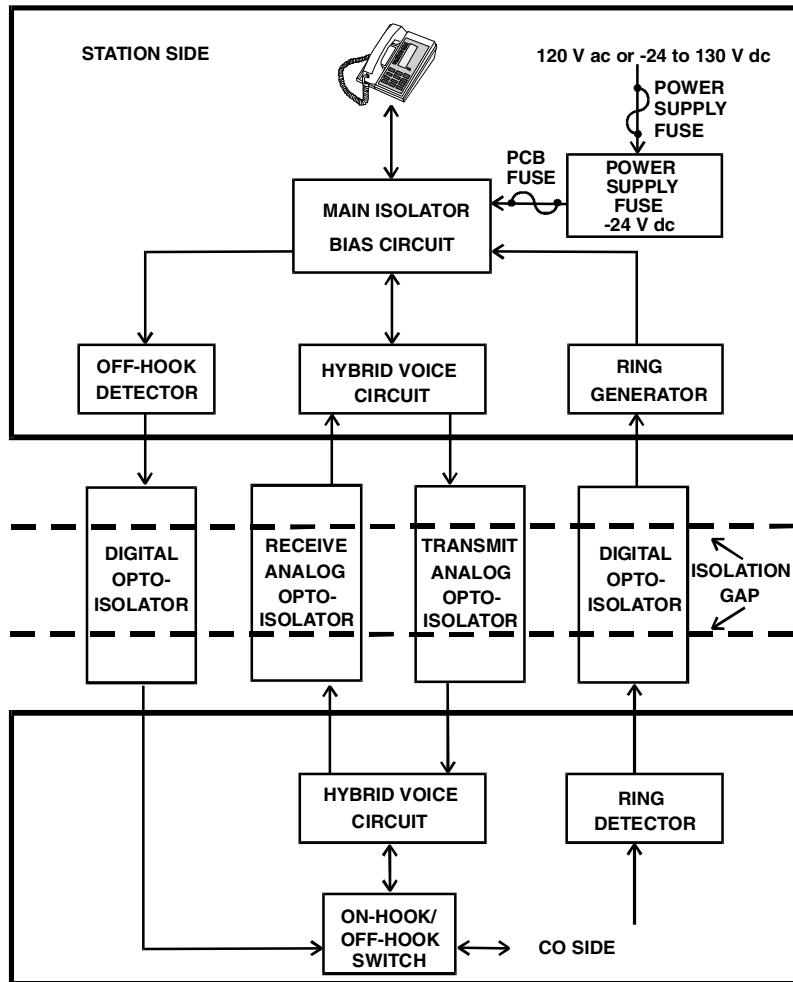 STATION SIDE
120 V ac or -24 to 130 V dc
POWER
SUPPLY
FUSE
PCB
FUSE
POWER
SUPPLY
FUSE
-24 V dc
MAIN ISOLATOR
BIAS CIRCUIT
OFF-HOOK
DETECTOR
HYBRID VOICE
CIRCUIT
RING
GENERATOR
DIGITAL
OPTO-
ISOLATOR
RECEIVE
ANALOG
OPTO-
ISOLATOR
TRANSMIT
ANALOG
OPTO-
ISOLATOR
DIGITAL
OPTO-
ISOLATOR
ISOLATION
GAP
HYBRID VOICE
CIRCUIT
RING
DETECTOR
ON-HOOK/
OFF-HOOK
SWITCH
CO SIDE